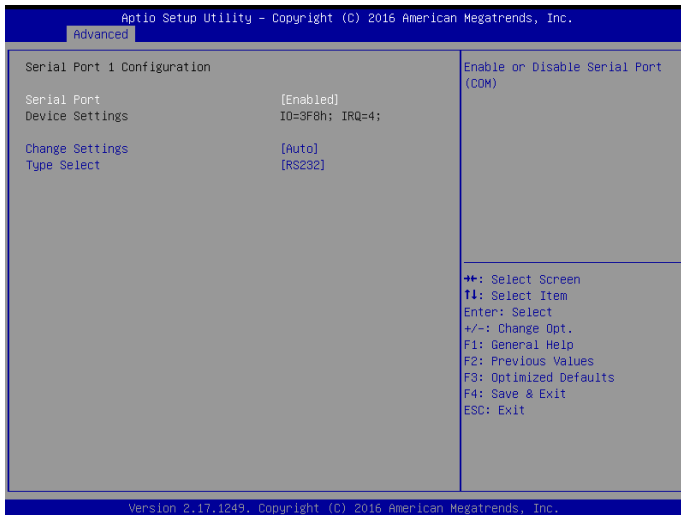 Aptio Setup Utility – Copyright (C) 2016 American Megatrends, Inc.
Advanced
Serial Port 1 Configuration
Serial Port [Enabled]
Device Settings IO=3F8h; IRQ=4;
Change Settings [Auto]
Type Select [RS232]
Enable or Disable Serial Port
(COM)
→←: Select Screen
↑↓: Select Item
Enter: Select
+/-: Change Opt.
F1: General Help
F2: Previous Values
F3: Optimized Defaults
F4: Save & Exit
ESC: Exit
Version 2.17.1249. Copyright (C) 2016 American Megatrends, Inc.